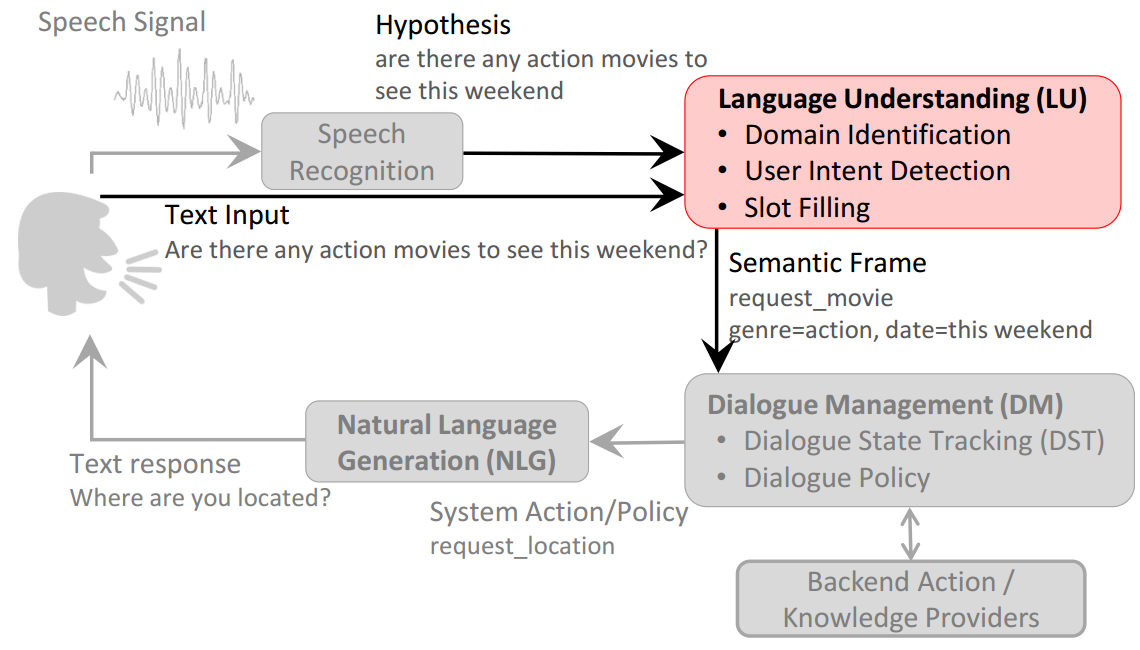 Speech Signal
Hypothesis
are there any action movies to
see this weekend
Speech
Recognition
Language Understanding (LU)
• Domain Identification
• User Intent Detection
• Slot Filling
Text Input
Are there any action movies to see this weekend?
Semantic Frame
request_movie
genre=action, date=this weekend
Dialogue Management (DM)
• Dialogue State Tracking (DST)
• Dialogue Policy
Natural Language
Generation (NLG)
Text response
Where are you located?
System Action/Policy
request_location
Backend Action /
Knowledge Providers